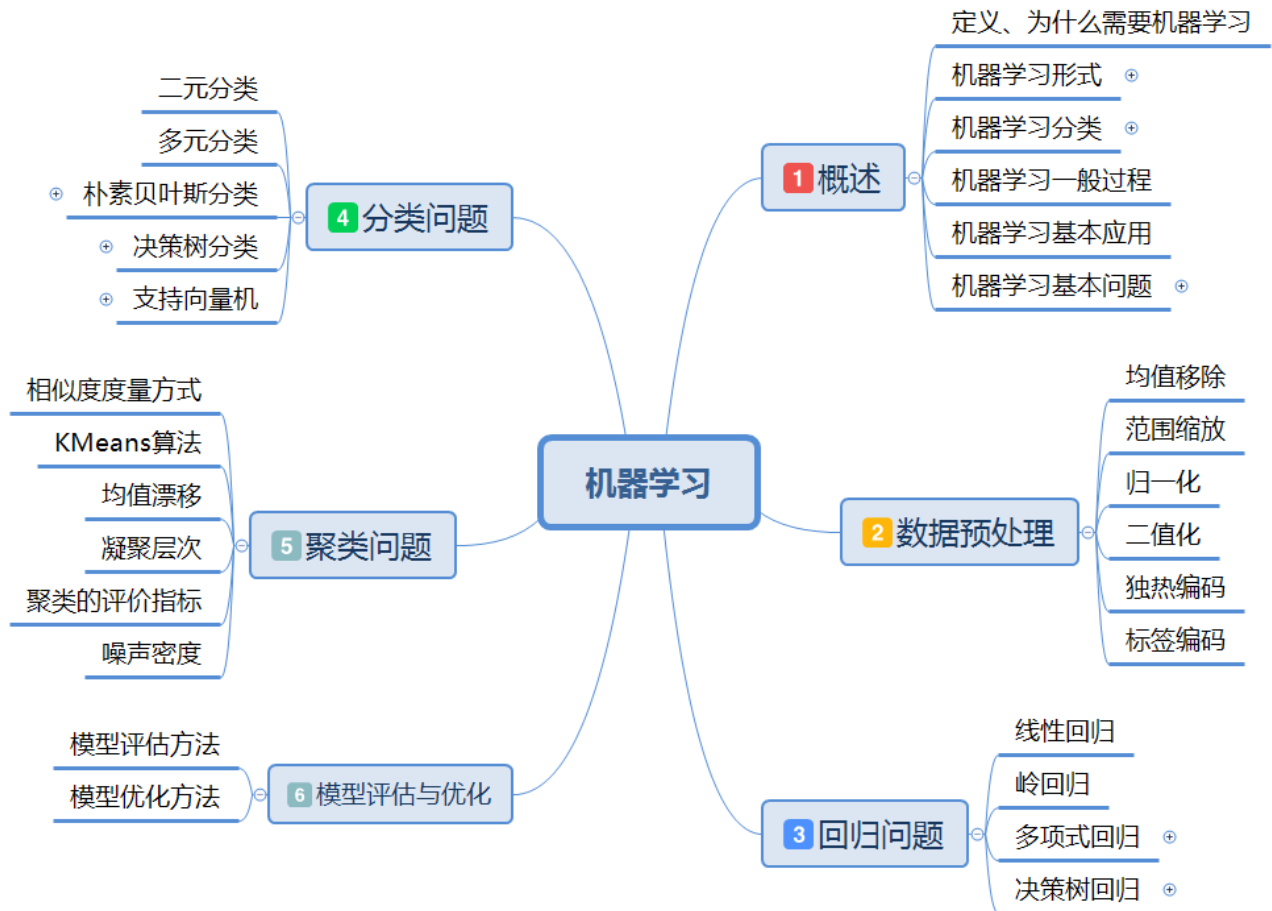 机器学习
1 概述
定义、为什么需要机器学习
机器学习形式
机器学习分类
机器学习一般过程
机器学习基本应用
机器学习基本问题
2 数据预处理
均值移除
范围缩放
归一化
二值化
独热编码
标签编码
3 回归问题
线性回归
岭回归
多项式回归
决策树回归
4 分类问题
二元分类
多元分类
朴素贝叶斯分类
决策树分类
支持向量机
5 聚类问题
相似度度量方式
KMeans算法
均值漂移
凝聚层次
聚类的评价指标
噪声密度
6 模型评估与优化
模型评估方法
模型优化方法